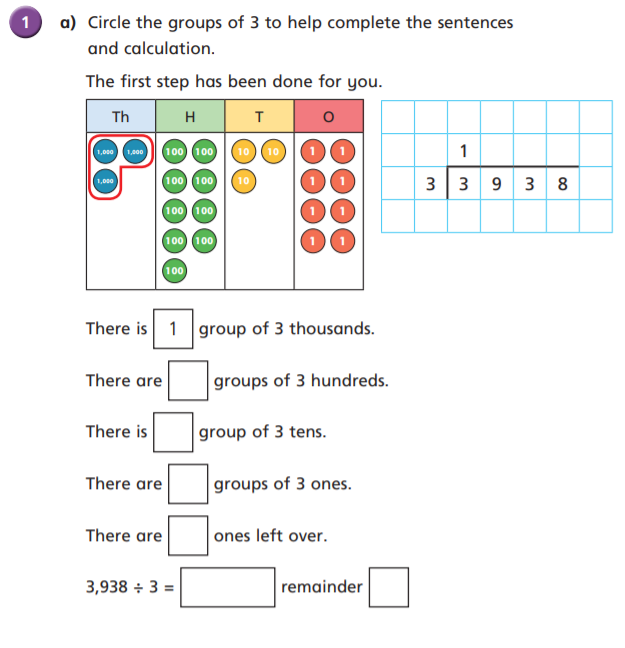 1 a) Circle the groups of 3 to help complete the sentences
and calculation.
The first step has been done for you.
Th H T O
1,000 1,000 100 100 10 10 1 1
1,000 100 100 10 1 1
100 100 1 1
100 100 1 1
100
1
3 3 9 3 8
There is 1 group of 3 thousands.
There are groups of 3 hundreds.
There is group of 3 tens.
There are groups of 3 ones.
There are ones left over.
3,938 ÷ 3 = remainder